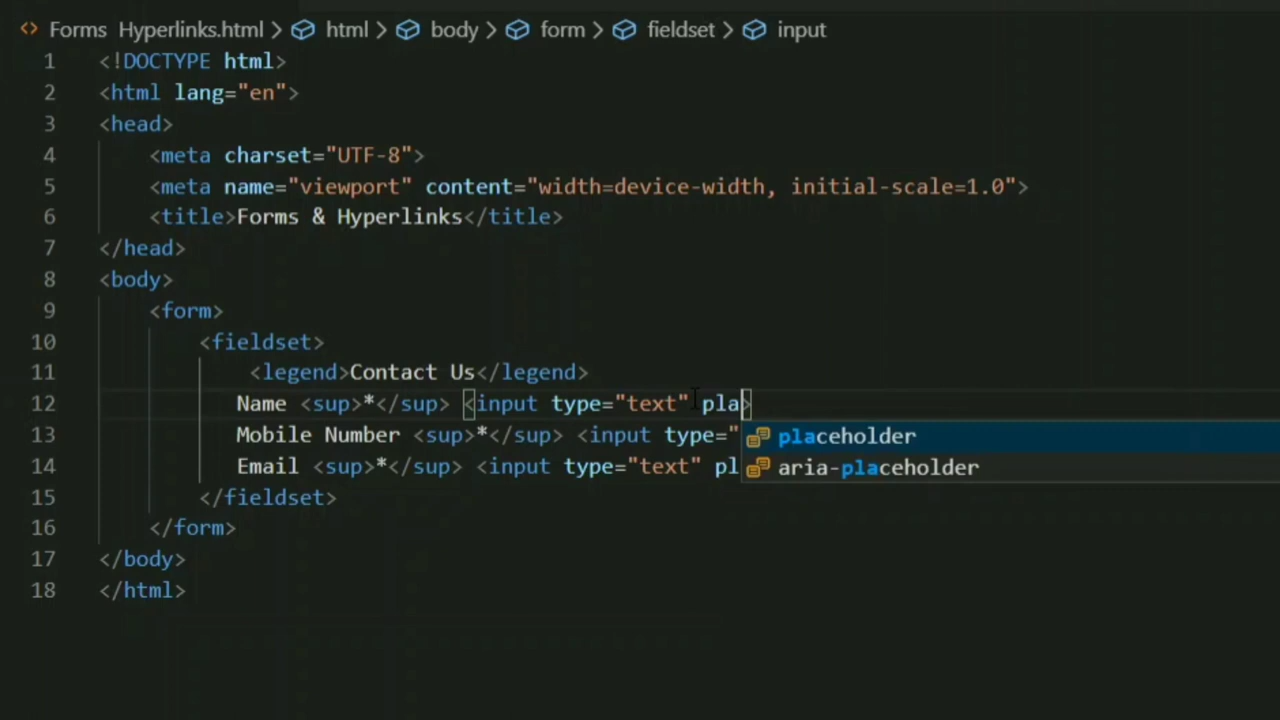 <> Forms Hyperlinks.html > html > body > form > fieldset > input
1 <!DOCTYPE html>
2 <html lang="en">
3 <head>
4 <meta charset="UTF-8">
5 <meta name="viewport" content="width=device-width, initial-scale=1.0">
6 <title>Forms & Hyperlinks</title>
7 </head>
8 <body>
9 <form>
10 <fieldset>
11 <legend>Contact Us</legend>
12 Name <sup>*</sup> <input type="text" pla>
13 Mobile Number <sup>*</sup> <input type="
placeholder
14 Email <sup>*</sup> <input type="text" pl
aria-placeholder
15 </fieldset>
16 </form>
17 </body>
18 </html>